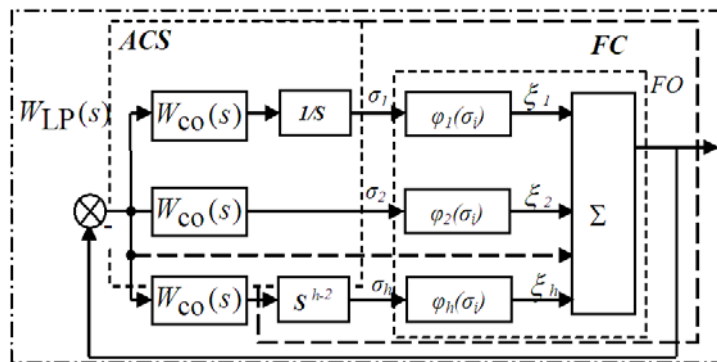 ACS
FC
W_LP(s)
W_co(s)
1/s
σ_1
φ_1(σ_i)
ξ_1
FO
W_co(s)
σ_2
φ_2(σ_i)
ξ_2
Σ
W_co(s)
s^{h-2}
σ_h
φ_h(σ_i)
ξ_h